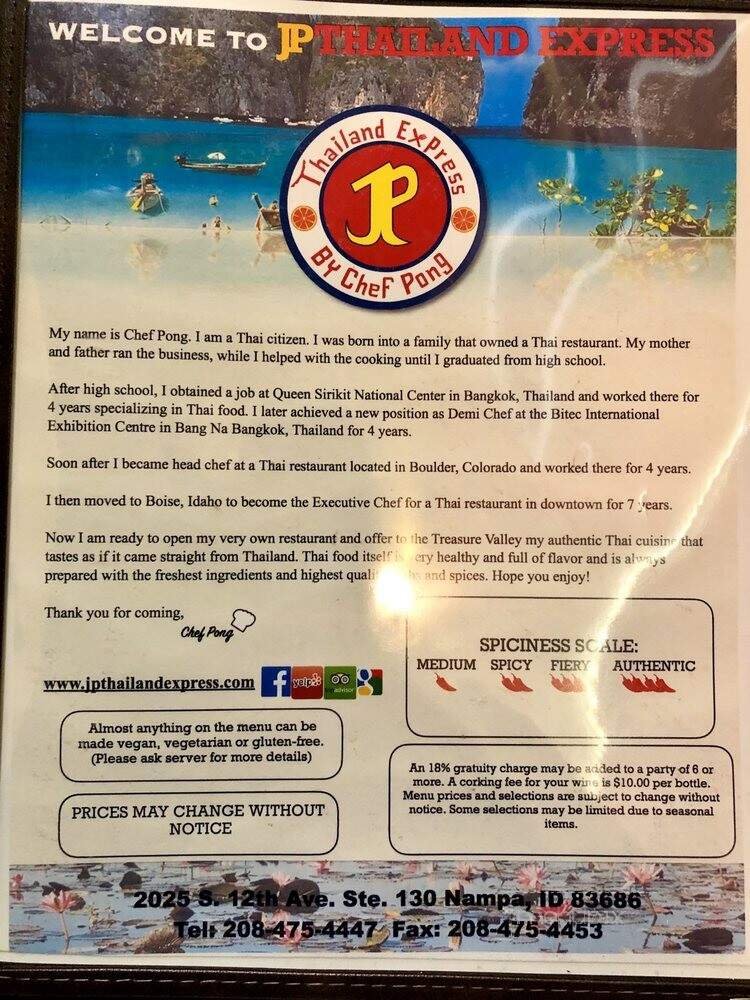 WELCOME TO JP THAILAND EXPRESS
Thailand Express
JP
By Chef Pong
My name is Chef Pong. I am a Thai citizen. I was born into a family that owned a Thai restaurant. My mother
and father ran the business, while I helped with the cooking until I graduated from high school.
After high school, I obtained a job at Queen Sirikit National Center in Bangkok, Thailand and worked there for
4 years specializing in Thai food. I later achieved a new position as Demi Chef at the Bitec International
Exhibition Centre in Bang Na Bangkok, Thailand for 4 years.
Soon after I became head chef at a Thai restaurant located in Boulder, Colorado and worked there for 4 years.
I then moved to Boise, Idaho to become the Executive Chef for a Thai restaurant in downtown for 7 years.
Now I am ready to open my very own restaurant and offer to the Treasure Valley my authentic Thai cuisine that
tastes as if it came straight from Thailand. Thai food itself is very healthy and full of flavor and is always
prepared with the freshest ingredients and highest and spices. Hope you enjoy!
Thank you for coming,
Chef Pong
www.jpthailandexpress.com
f
yelp
advisor
g
SPICINESS SCALE:
MEDIUM SPICY FIERY AUTHENTIC
Almost anything on the menu can be
made vegan, vegetarian or gluten-free.
(Please ask server for more details)
PRICES MAY CHANGE WITHOUT
NOTICE
An 18% gratuity charge may be added to a party of 6 or
more. A corking fee for your wine is $10.00 per bottle.
Menu prices and selections are subject to change without
notice. Some selections may be limited due to seasonal
items.
2025 S. 12th Ave. Ste. 130 Nampa, ID 83686
Tel: 208-475-4447 Fax: 208-475-4453